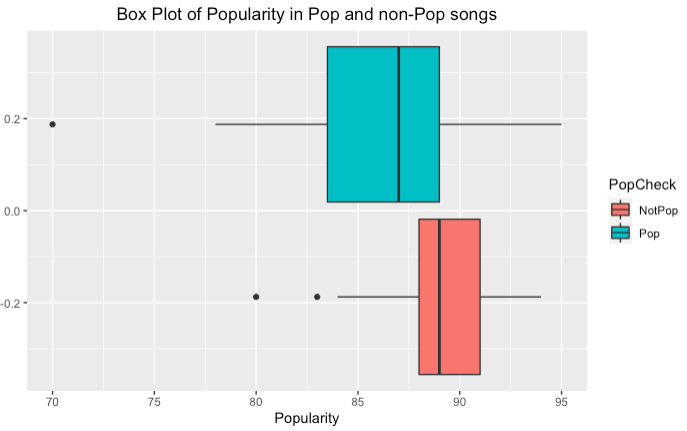 Box Plot of Popularity in Pop and non-Pop songs
0.2
0.0
-0.2
70 75 80 85 90 95
Popularity
PopCheck
NotPop
Pop